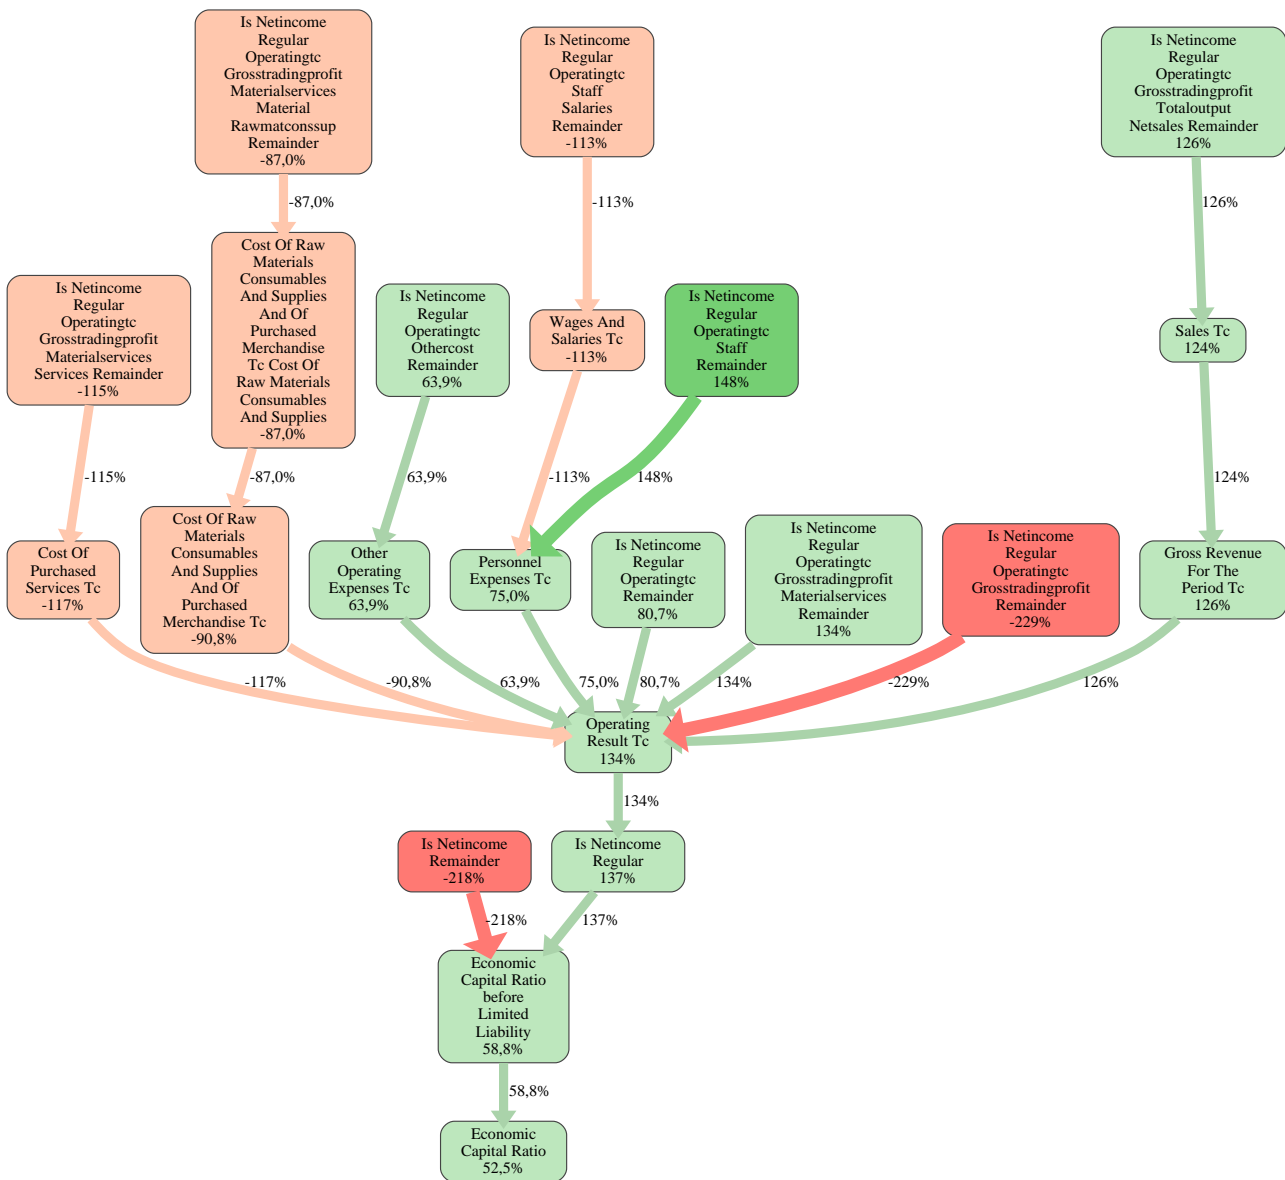 Is Netincome
Regular
Operatingtc
Grosstradingprofit
Materialservices
Material
Rawmatconssup
Remainder
-87,0%
Is Netincome
Regular
Operatingtc
Staff
Salaries
Remainder
-113%
Is Netincome
Regular
Operatingtc
Grosstradingprofit
Totaloutput
Netsales Remainder
126%
-87,0%
-113%
126%
Is Netincome
Regular
Operatingtc
Grosstradingprofit
Materialservices
Services Remainder
-115%
Cost Of Raw
Materials
Consumables
And Supplies
And Of
Purchased
Merchandise
Tc Cost Of
Raw Materials
Consumables
And Supplies
-87,0%
Is Netincome
Regular
Operatingtc
Othercost
Remainder
63,9%
Wages And
Salaries Tc
-113%
Is Netincome
Regular
Operatingtc
Staff
Remainder
148%
Sales Tc
124%
-115%
-87,0%
63,9%
-113%
148%
124%
Cost Of
Purchased
Services Tc
-117%
Cost Of Raw
Materials
Consumables
And Supplies
And Of
Purchased
Merchandise Tc
-90,8%
Other
Operating
Expenses Tc
63,9%
Personnel
Expenses Tc
75,0%
Is Netincome
Regular
Operatingtc
Remainder
80,7%
Is Netincome
Regular
Operatingtc
Grosstradingprofit
Materialservices
Remainder
134%
Is Netincome
Regular
Operatingtc
Grosstradingprofit
Remainder
-229%
Gross Revenue
For The
Period Tc
126%
-117%
-90,8%
63,9%
75,0%
80,7%
134%
-229%
126%
Operating
Result Tc
134%
134%
Is Netincome
Remainder
-218%
Is Netincome
Regular
137%
-218%
137%
Economic
Capital Ratio
before
Limited
Liability
58,8%
58,8%
Economic
Capital Ratio
52,5%